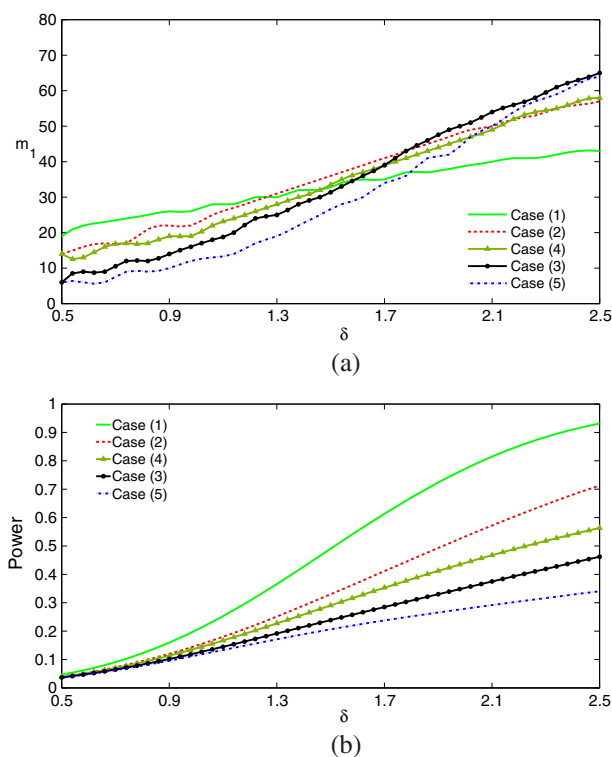 80
70
60
50
40
30
20
10
0
m1
0.5 0.9 1.3 1.7 2.1 2.5
δ
Case (1)
Case (2)
Case (4)
Case (3)
Case (5)
(a)
1
0.9
0.8
0.7
0.6
0.5
0.4
0.3
0.2
0.1
0
Power
Case (1)
Case (2)
Case (4)
Case (3)
Case (5)
0.5 0.9 1.3 1.7 2.1 2.5
δ
(b)